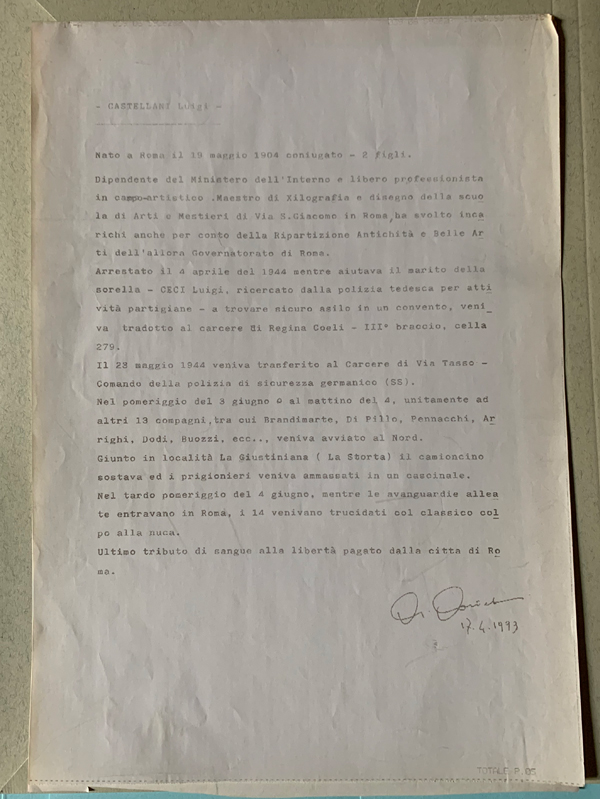 - CASTELLANI Luigi -
Nato a Roma il 19 maggio 1904 coniugato - 2 figli.
Dipendente del Ministero dell'Interno e libero professionista
in campo artistico .Maestro di Xilografia e disegno della scuo
la di Arti e Mestieri di Via S.Giacomo in Roma,ha svolto inca
richi anche per conto della Ripartizione Antichità e Belle Ar
ti dell'allora Governatorato di Roma.
Arrestato il 4 aprile del 1944 mentre aiutava il marito della
sorella - CECI Luigi, ricercato dalla polizia tedesca per atti
vità partigiane - a trovare sicuro asilo in un convento, veni
va tradotto al carcere di Regina Coeli - III° braccio, cella
279.
Il 23 maggio 1944 veniva trasferito al Carcere di Via Tasso -
Comando della polizia di sicurezza germanico (SS).
Nel pomeriggio del 3 giugno al mattino del 4, unitamente ad
altri 13 compagni,tra cui Brandimarte, Di Pillo, Pennacchi, Ar
righi, Dodi, Buozzi, ecc.., veniva avviato al Nord.
Giunto in località La Giustiniana ( La Storta) il camioncino
sostava ed i prigionieri veniva ammassati in un cascinale.
Nel tardo pomeriggio del 4 giugno, mentre le avanguardie allea
te entravano in Roma, i 14 venivano trucidati col classico col
po alla nuca.
Ultimo tributo di sangue alla libertà pagato dalla citta di Ro
ma.
17.4.1993
TOTALE P.05